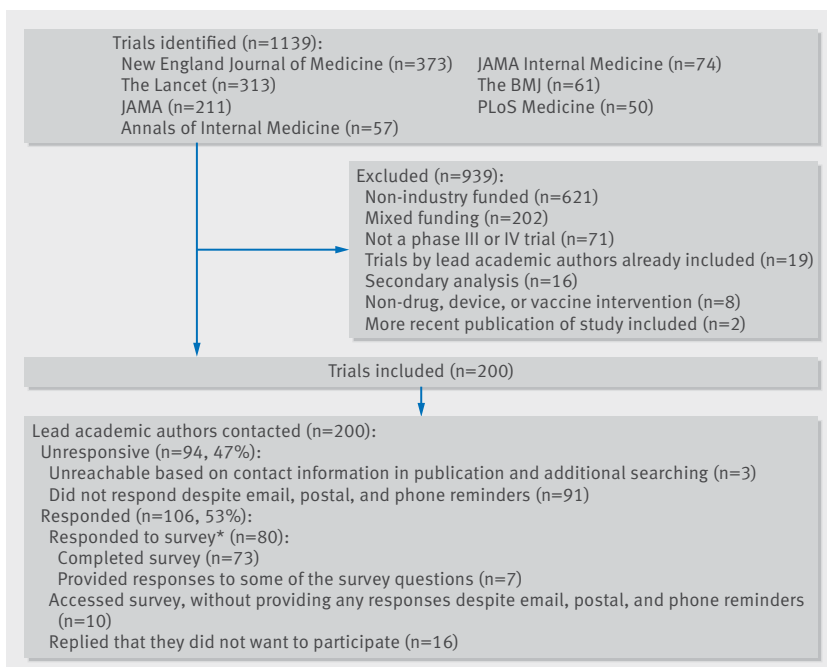 Trials identified (n=1139):
New England Journal of Medicine (n=373)
The Lancet (n=313)
JAMA (n=211)
Annals of Internal Medicine (n=57)
JAMA Internal Medicine (n=74)
The BMJ (n=61)
PLoS Medicine (n=50)
Excluded (n=939):
Non-industry funded (n=621)
Mixed funding (n=202)
Not a phase III or IV trial (n=71)
Trials by lead academic authors already included (n=19)
Secondary analysis (n=16)
Non-drug, device, or vaccine intervention (n=8)
More recent publication of study included (n=2)
Trials included (n=200)
Lead academic authors contacted (n=200):
Unresponsive (n=94, 47%)
Unreachable based on contact information in publication and additional searching (n=3)
Did not respond despite email, postal, and phone reminders (n=91)
Responded (n=106, 53%)
Responded to survey* (n=80):
Completed survey (n=73)
Provided responses to some of the survey questions (n=7)
Accessed survey, without providing any responses despite email, postal, and phone reminders
(n=10)
Replied that they did not want to participate (n=16)